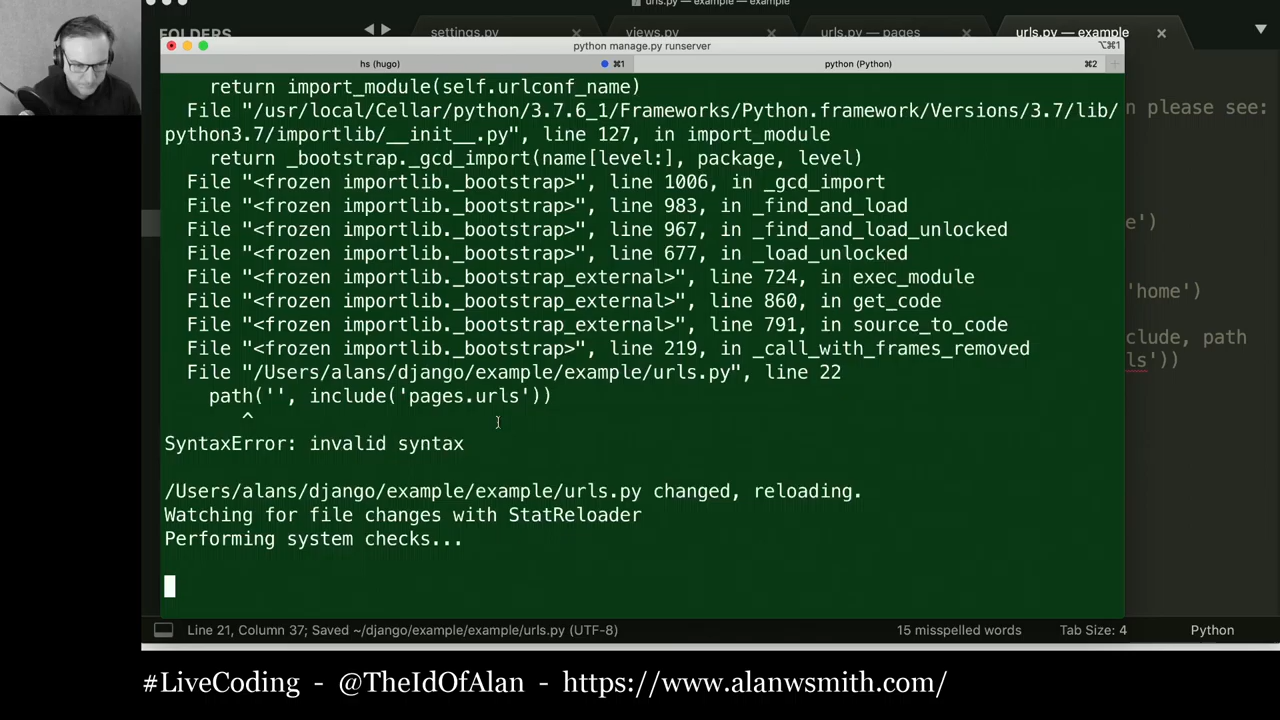 urls.py — example — example
FOLDERS
settings.py
views.py
urls.py — pages
urls.py — example
python manage.py runserver
⌥⌘1
hs (hugo)
⌘1
python (Python)
⌘2
return import_module(self.urlconf_name)
File "/usr/local/Cellar/python/3.7.6_1/Frameworks/Python.framework/Versions/3.7/lib/
python3.7/importlib/__init__.py", line 127, in import_module
return _bootstrap._gcd_import(name[level:], package, level)
File "<frozen importlib._bootstrap>", line 1006, in _gcd_import
File "<frozen importlib._bootstrap>", line 983, in _find_and_load
File "<frozen importlib._bootstrap>", line 967, in _find_and_load_unlocked
File "<frozen importlib._bootstrap>", line 677, in _load_unlocked
File "<frozen importlib._bootstrap_external>", line 724, in exec_module
File "<frozen importlib._bootstrap_external>", line 860, in get_code
File "<frozen importlib._bootstrap_external>", line 791, in source_to_code
File "<frozen importlib._bootstrap>", line 219, in _call_with_frames_removed
File "/Users/alans/django/example/example/urls.py", line 22
path('', include('pages.urls'))
^
SyntaxError: invalid syntax
/Users/alans/django/example/example/urls.py changed, reloading.
Watching for file changes with StatReloader
Performing system checks...
n please see:
e')
'home')
clude, path
ls'))
Line 21, Column 37; Saved ~/django/example/example/urls.py (UTF-8)
15 misspelled words
Tab Size: 4
Python
#LiveCoding - @TheIdOfAlan - https://www.alanwsmith.com/